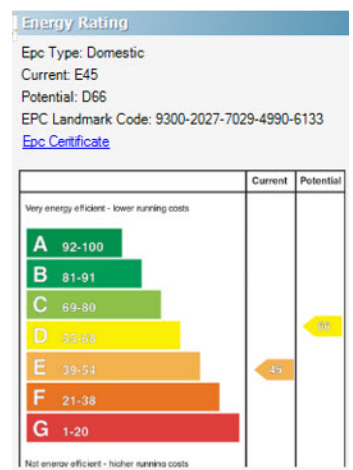 Energy Rating
Epc Type: Domestic
Current: E45
Potential: D66
EPC Landmark Code: 9300-2027-7029-4990-6133
Epc Certificate
Current Potential
Very energy efficient - lower running costs
A 92-100
B 81-91
C 69-80
D 55-68
66
E 39-54
45
F 21-38
G 1-20
Not energy efficient - higher running costs